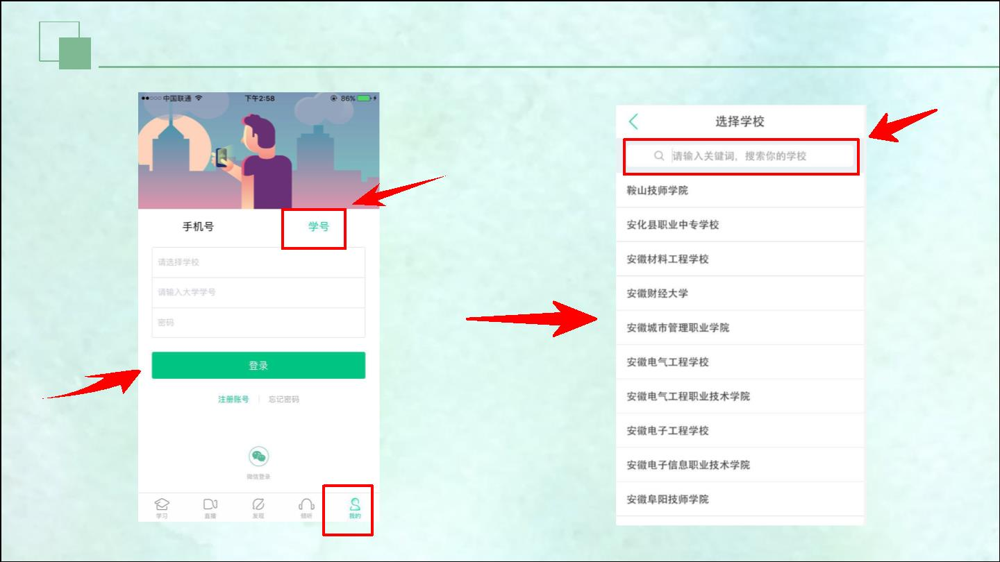 中国联通
下午2:58
86%
手机号
学号
请选择学校
请输入大学学号
密码
登录
注册账号
忘记密码
微信登录
学习
直播
发现
倾听
我的
选择学校
请输入关键词，搜索你的学校
鞍山技师学院
安化县职业中专学校
安徽材料工程学校
安徽财经大学
安徽城市管理职业学院
安徽电气工程学校
安徽电气工程职业技术学院
安徽电子工程学校
安徽电子信息职业技术学院
安徽阜阳技师学院